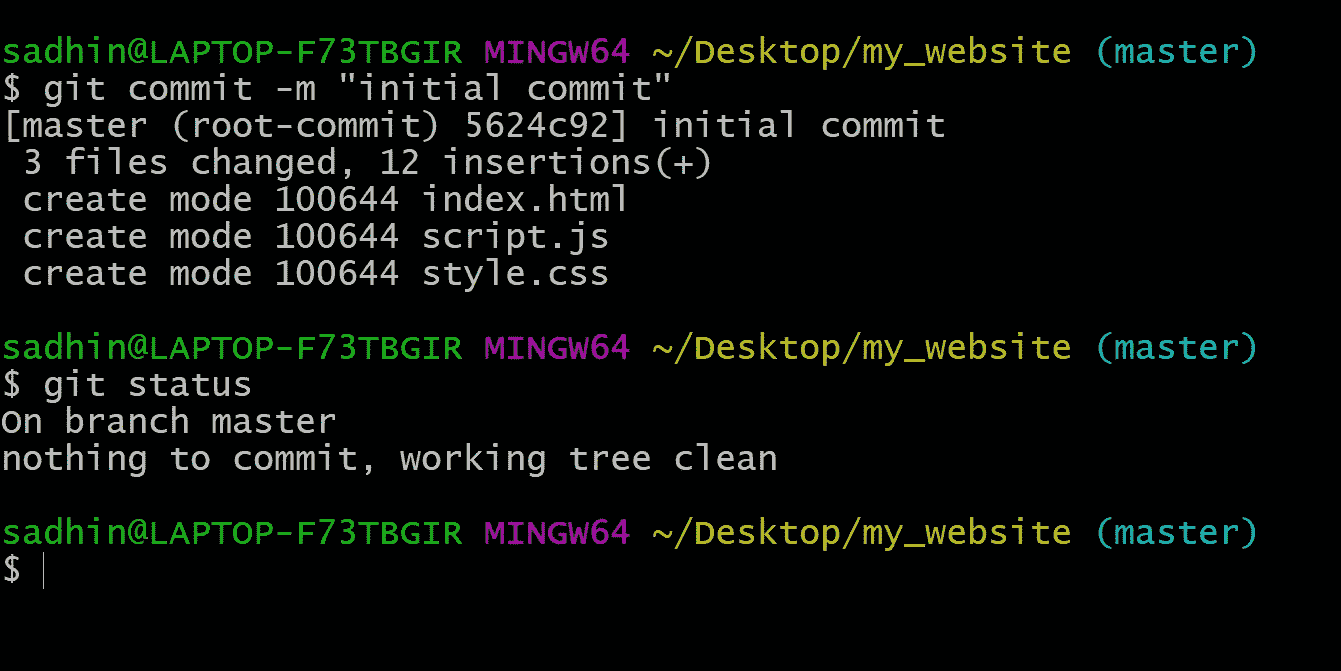 sadhin@LAPTOP-F73TBGIR MINGW64 ~/Desktop/my_website (master)
$ git commit -m "initial commit"
[master (root-commit) 5624c92] initial commit
 3 files changed, 12 insertions(+)
 create mode 100644 index.html
 create mode 100644 script.js
 create mode 100644 style.css

sadhin@LAPTOP-F73TBGIR MINGW64 ~/Desktop/my_website (master)
$ git status
On branch master
nothing to commit, working tree clean

sadhin@LAPTOP-F73TBGIR MINGW64 ~/Desktop/my_website (master)
$